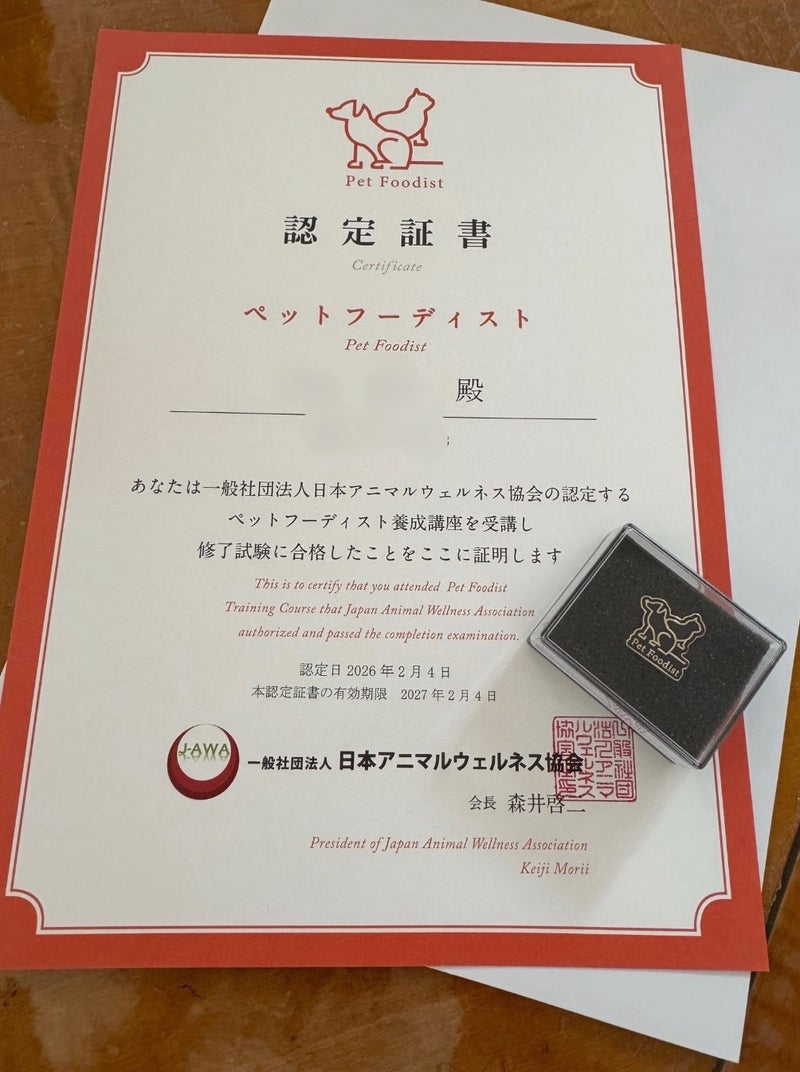 Pet Foodist
認定証書
Certificate
ペットフーディスト
Pet Foodist
殿
あなたは一般社団法人日本アニマルウェルネス協会の認定する
ペットフーディスト養成講座を受講し
修了試験に合格したことをここに証明します
This is to certify that you attended Pet Foodist
Training Course that Japan Animal Wellness Association
authorized and passed the completion examination.
認定日 2026年2月4日
本認定証書の有効期限 2027年2月4日
J-AWA
一般社団法人 日本アニマルウェルネス協会
会長 森井啓二
President of Japan Animal Wellness Association
Keiji Morii
Pet Foodist